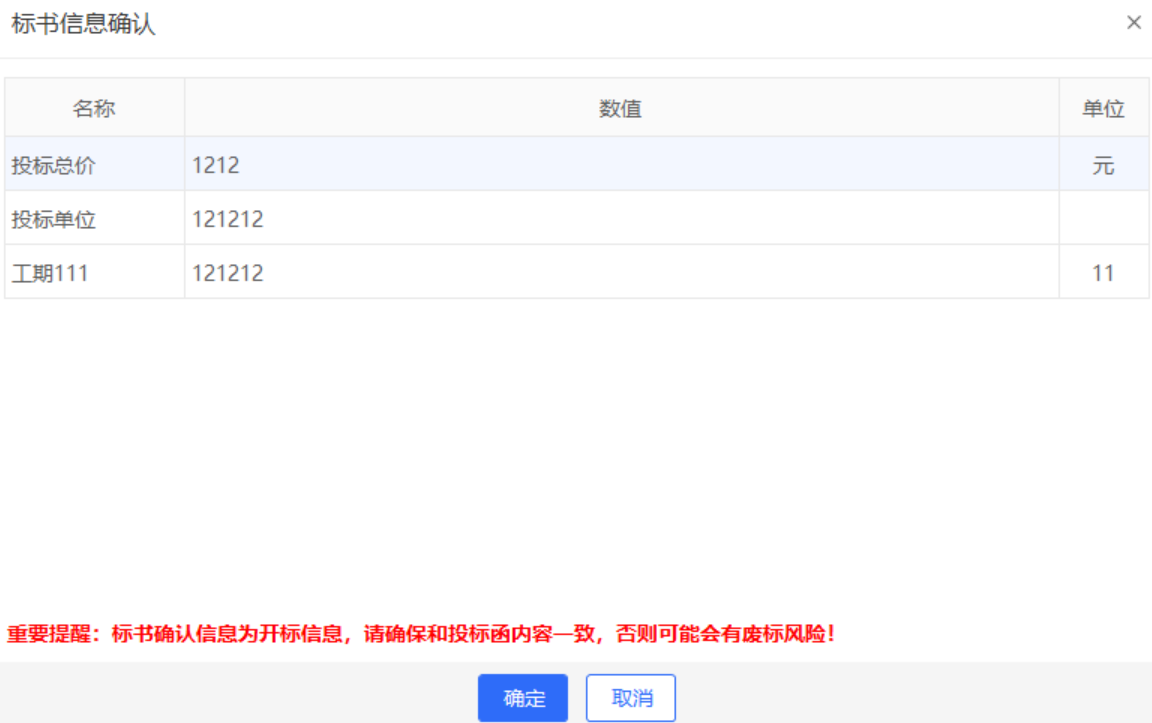 标书信息确认
名称 数值 单位
投标总价 1212 元
投标单位 121212
工期111 121212 11
重要提醒：标书确认信息为开标信息，请确保和投标函内容一致，否则可能会有废标风险！
确定 取消